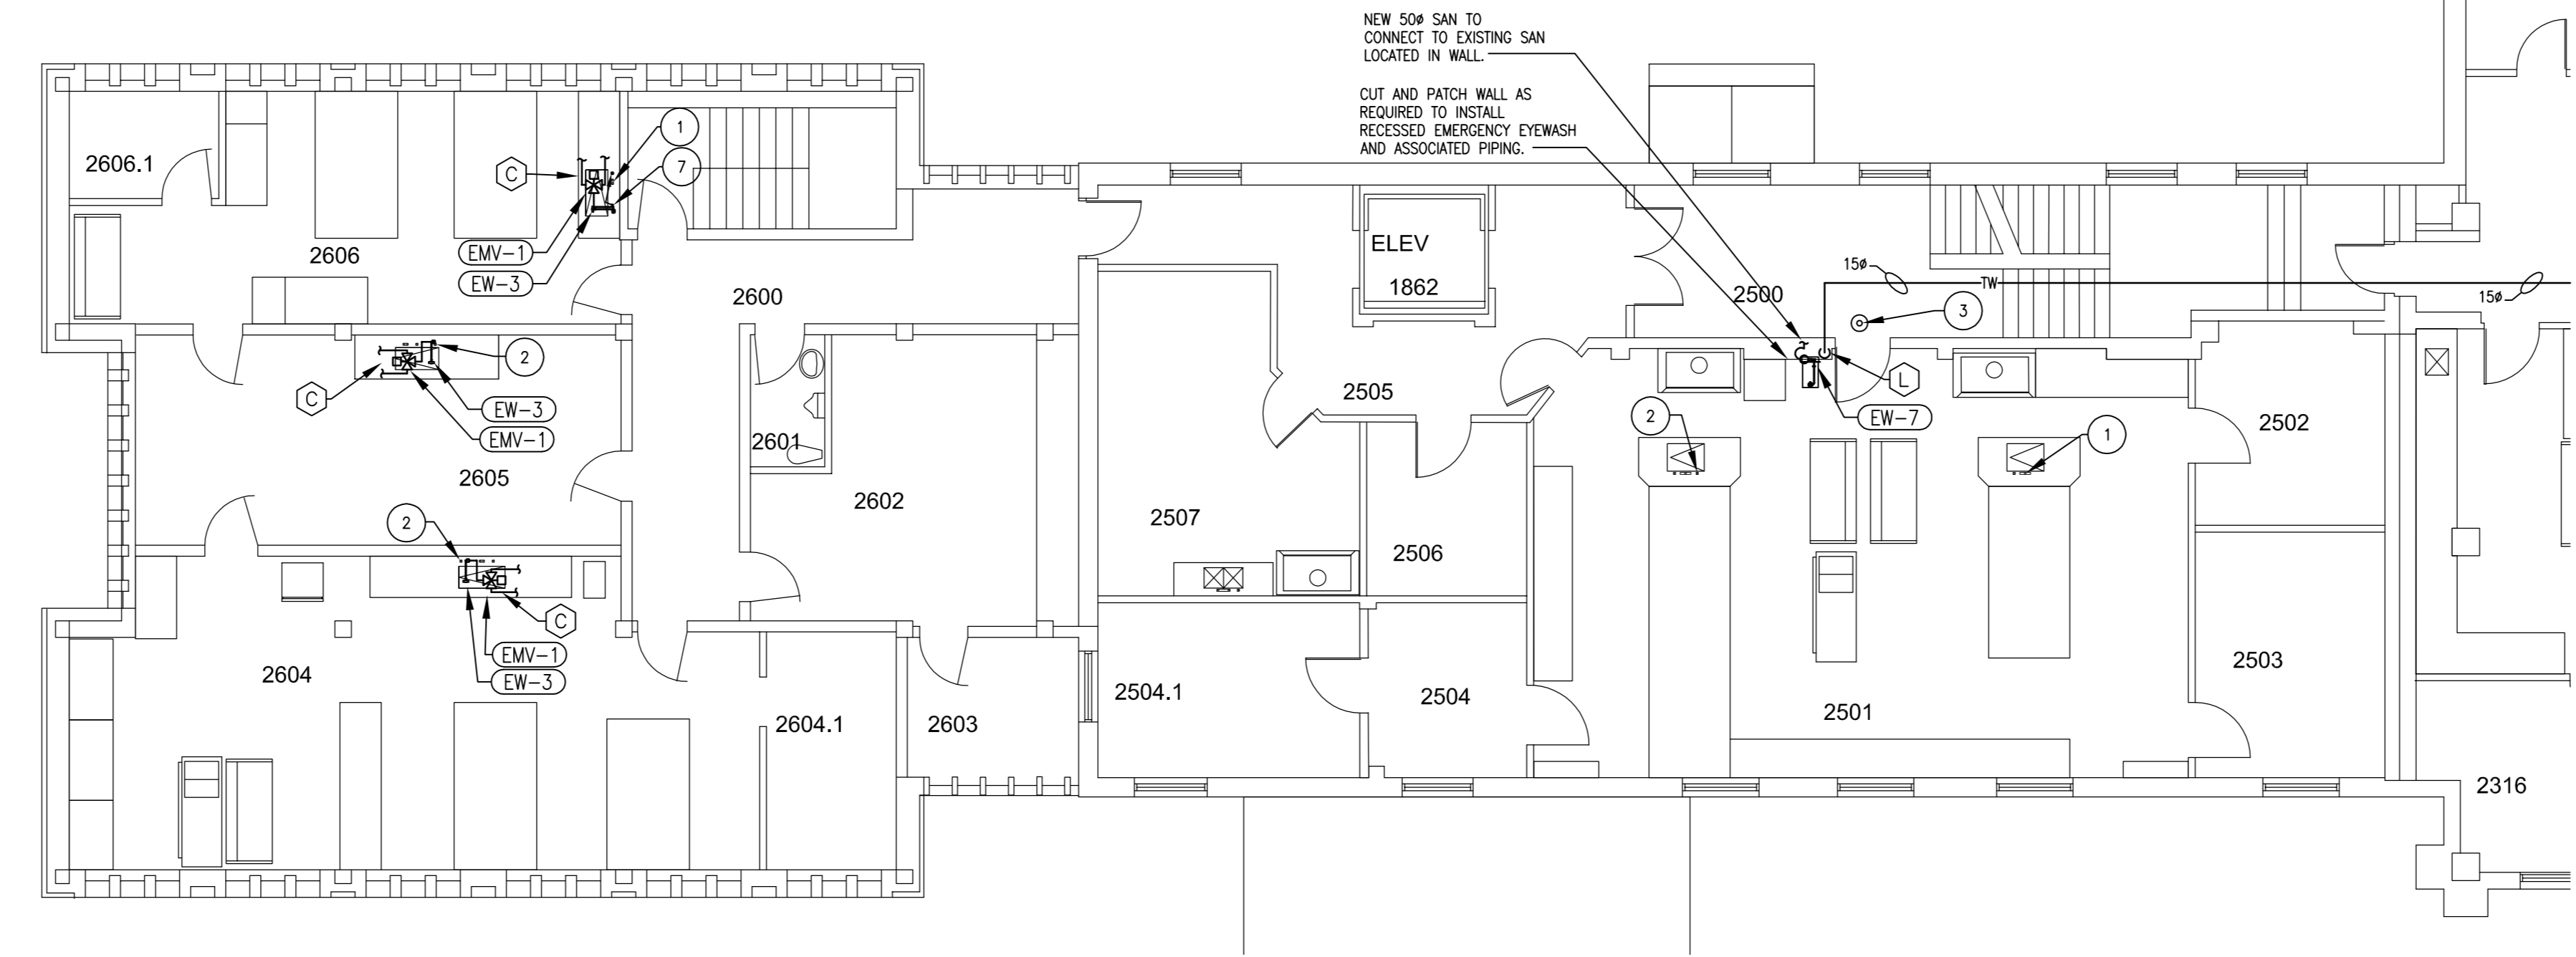 NEW 50ø SAN TO
CONNECT TO EXISTING SAN
LOCATED IN WALL.
CUT AND PATCH WALL AS
REQUIRED TO INSTALL
RECESSED EMERGENCY EYEWASH
AND ASSOCIATED PIPING.
1
7
C
2606.1
EMV-1
EW-3
2606
2600
ELEV
1862
15ø
TW
2500
15ø
3
2
C
EW-3
EMV-1
2601
2605
2602
2505
L
2
EW-7
1
2502
2
2507
2506
C
EMV-1
EW-3
2604
2604.1
2603
2504.1
2504
2501
2503
2316